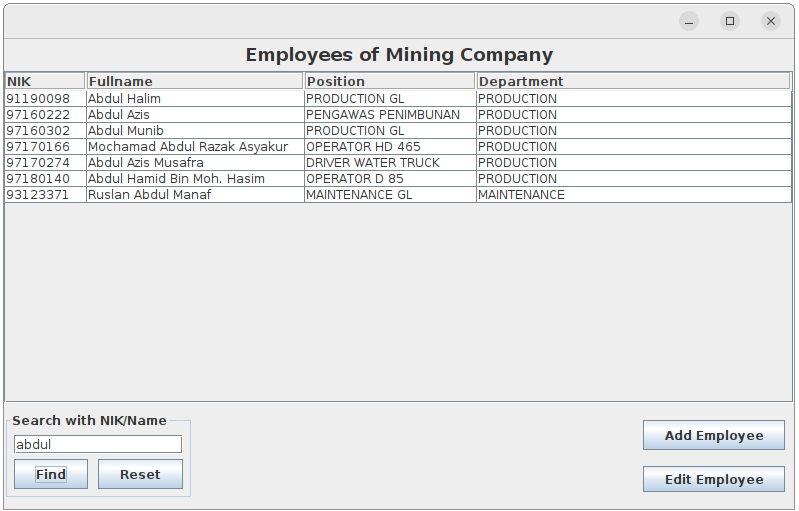 Employees of Mining Company
NIK Fullname Position Department
91190098 Abdul Halim PRODUCTION GL PRODUCTION
97160222 Abdul Azis PENGAWAS PENIMBUNAN PRODUCTION
97160302 Abdul Munib PRODUCTION GL PRODUCTION
97170166 Mochamad Abdul Razak Asyakur OPERATOR HD 465 PRODUCTION
97170274 Abdul Azis Musafra DRIVER WATER TRUCK PRODUCTION
97180140 Abdul Hamid Bin Moh. Hasim OPERATOR D 85 PRODUCTION
93123371 Ruslan Abdul Manaf MAINTENANCE GL MAINTENANCE
Search with NIK/Name
abdul
Find Reset
Add Employee
Edit Employee